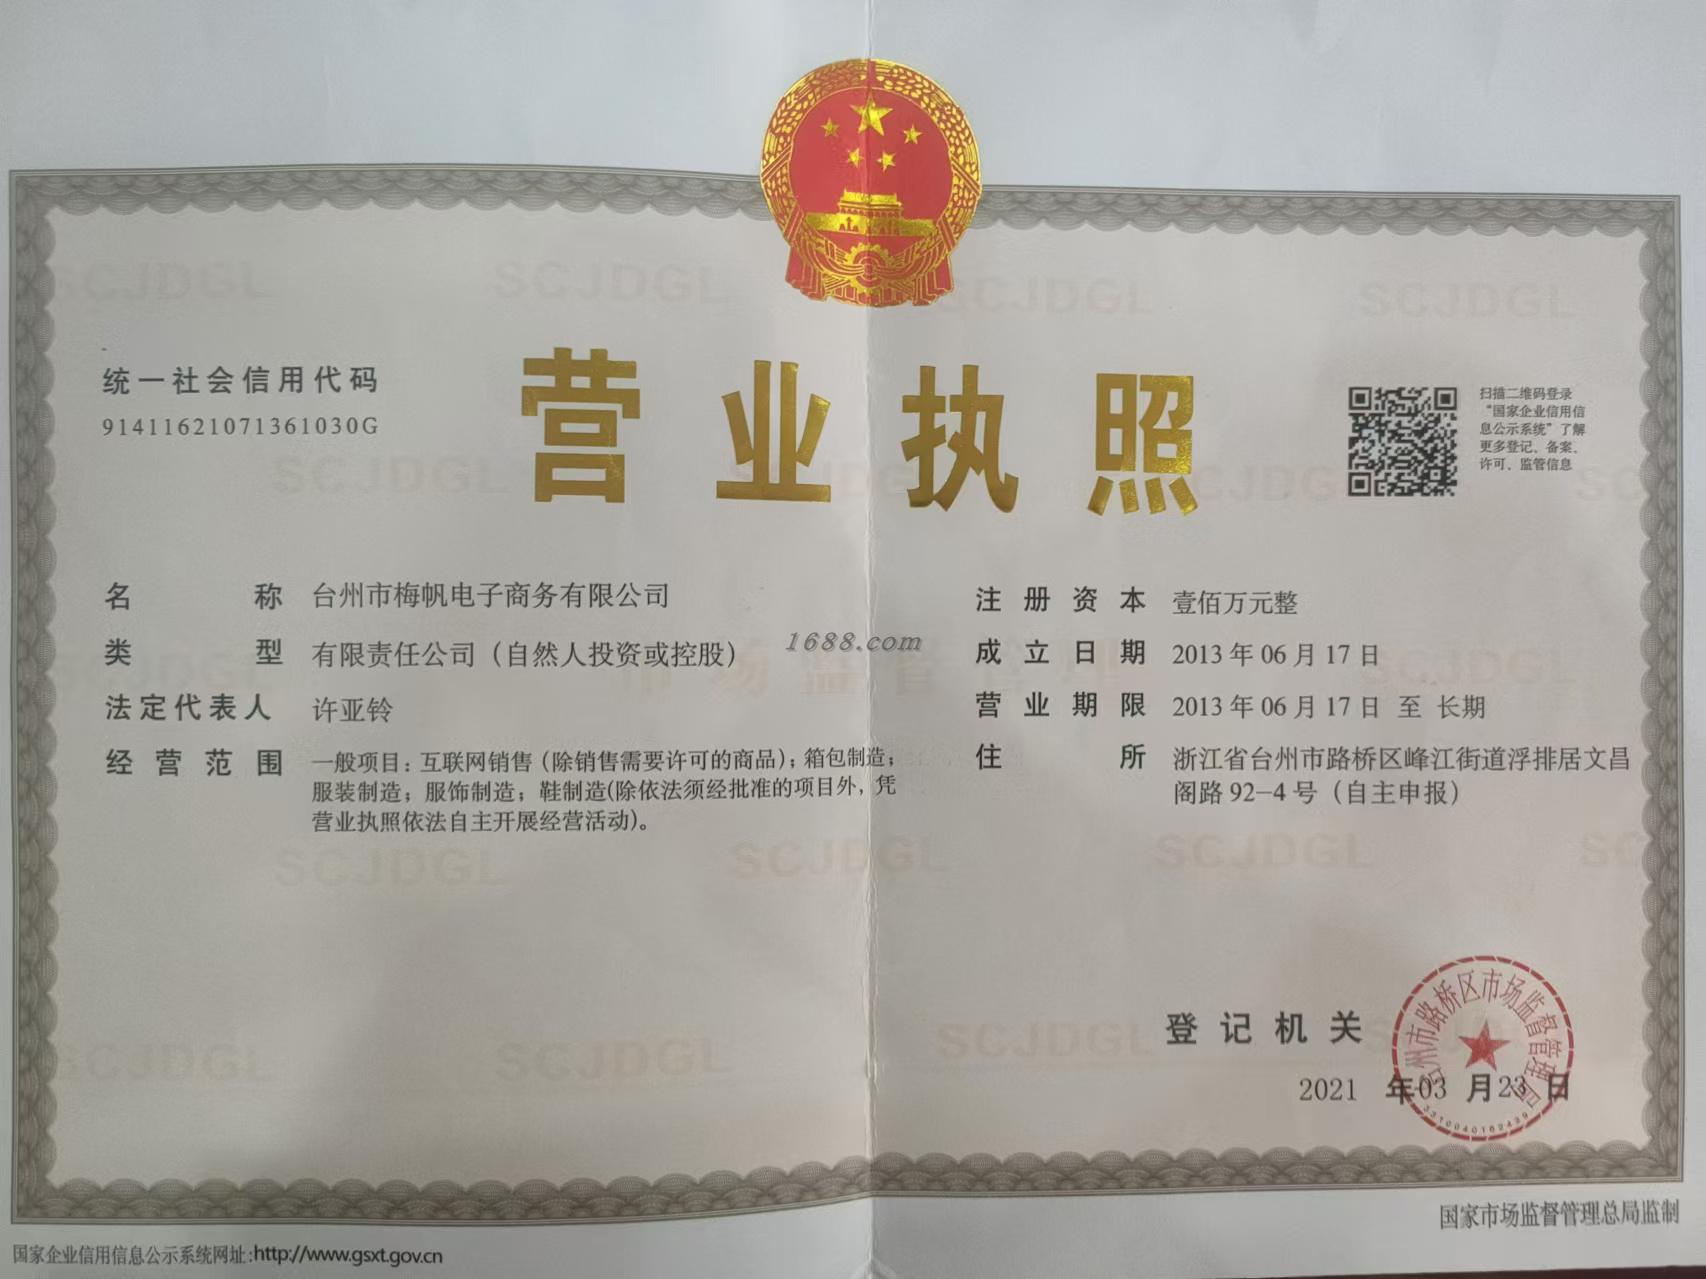 统一社会信用代码
91411621071361030G
营业执照
扫描二维码登录
“国家企业信用信
息公示系统”了解
更多登记、备案、
许可、监管信息
名称 台州市梅帆电子商务有限公司
类型 有限责任公司（自然人投资或控股）
法定代表人 许亚铃
经营范围 一般项目：互联网销售（除销售需要许可的商品）；箱包制造；
服装制造；服饰制造；鞋制造(除依法须经批准的项目外，凭
营业执照依法自主开展经营活动)。
1688.com
注册资本 壹佰万元整
成立日期 2013年06月17日
营业期限 2013年06月17日 至 长期
住所 浙江省台州市路桥区峰江街道浮排居文昌
阁路92-4号（自主申报）
登记机关
2021 年03 月23 日
台州市路桥区市场监督管理局
3310040162439
国家企业信用信息公示系统网址:http://www.gsxt.gov.cn
国家市场监督管理总局监制
SCJDGL
市场监督管理